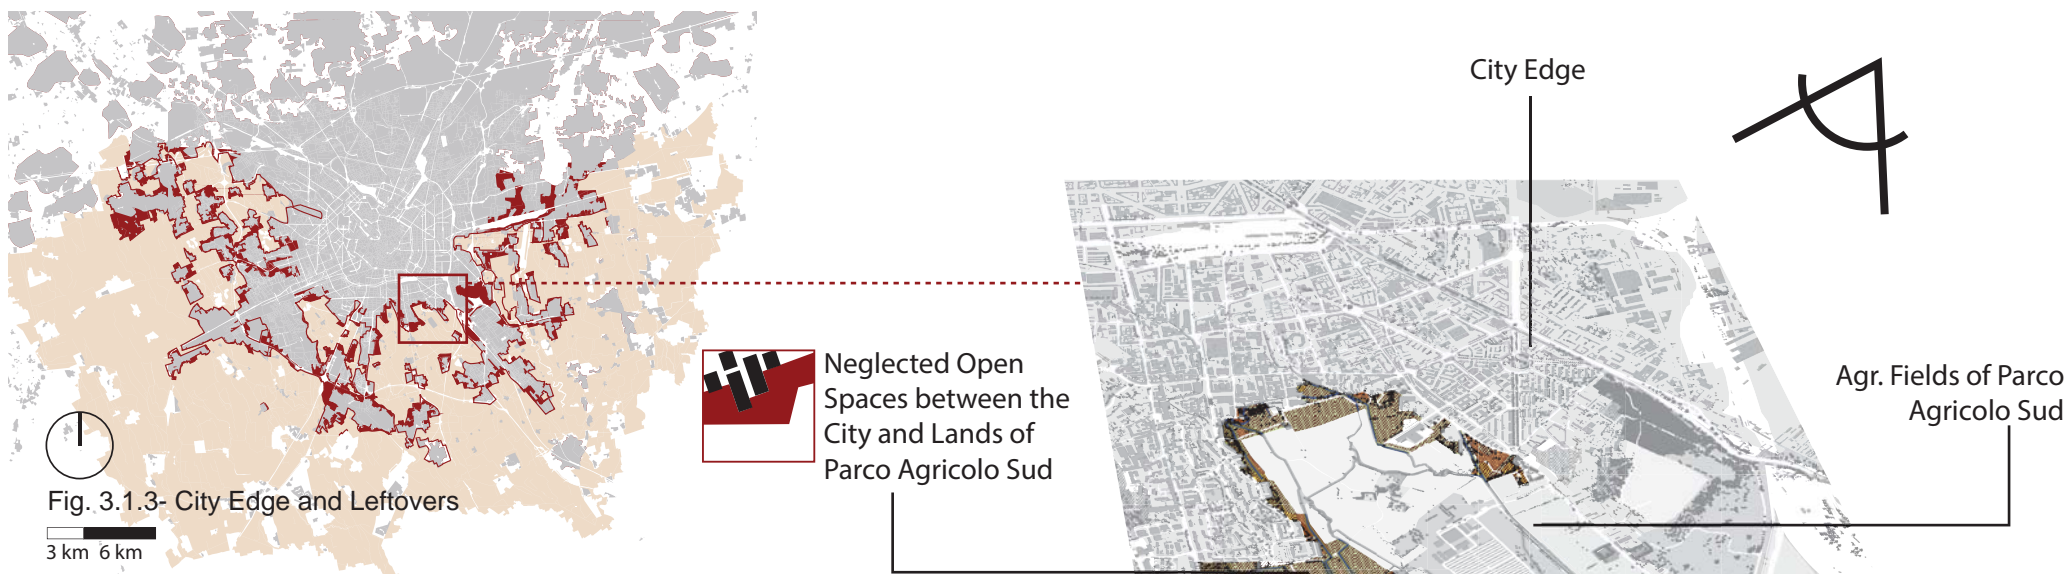 City Edge
Neglected Open
Spaces between the
City and Lands of
Parco Agricolo Sud
Agr. Fields of Parco
Agricolo Sud
Fig. 3.1.3- City Edge and Leftovers
3 km 6 km